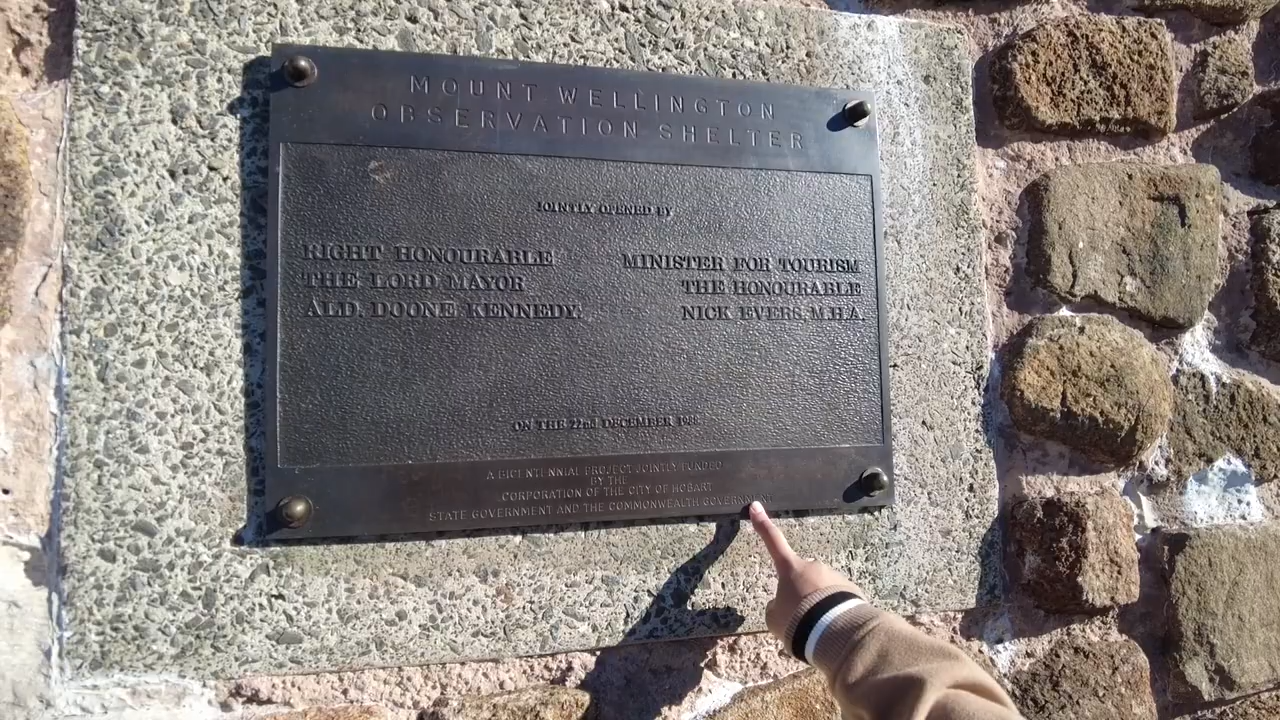 MOUNT WELLINGTON
OBSERVATION SHELTER
JOINTLY OPENED BY
RIGHT HONOURABLE
THE LORD MAYOR
ALD. DOONE KENNEDY.
MINISTER FOR TOURISM
THE HONOURABLE
NICK EVERS. M.H.A.
ON THE 22nd DECEMBER 1988.
A BICENTENNIAL PROJECT JOINTLY FUNDED
BY THE
CORPORATION OF THE CITY OF HOBART
STATE GOVERNMENT AND THE COMMONWEALTH GOVERNMENT